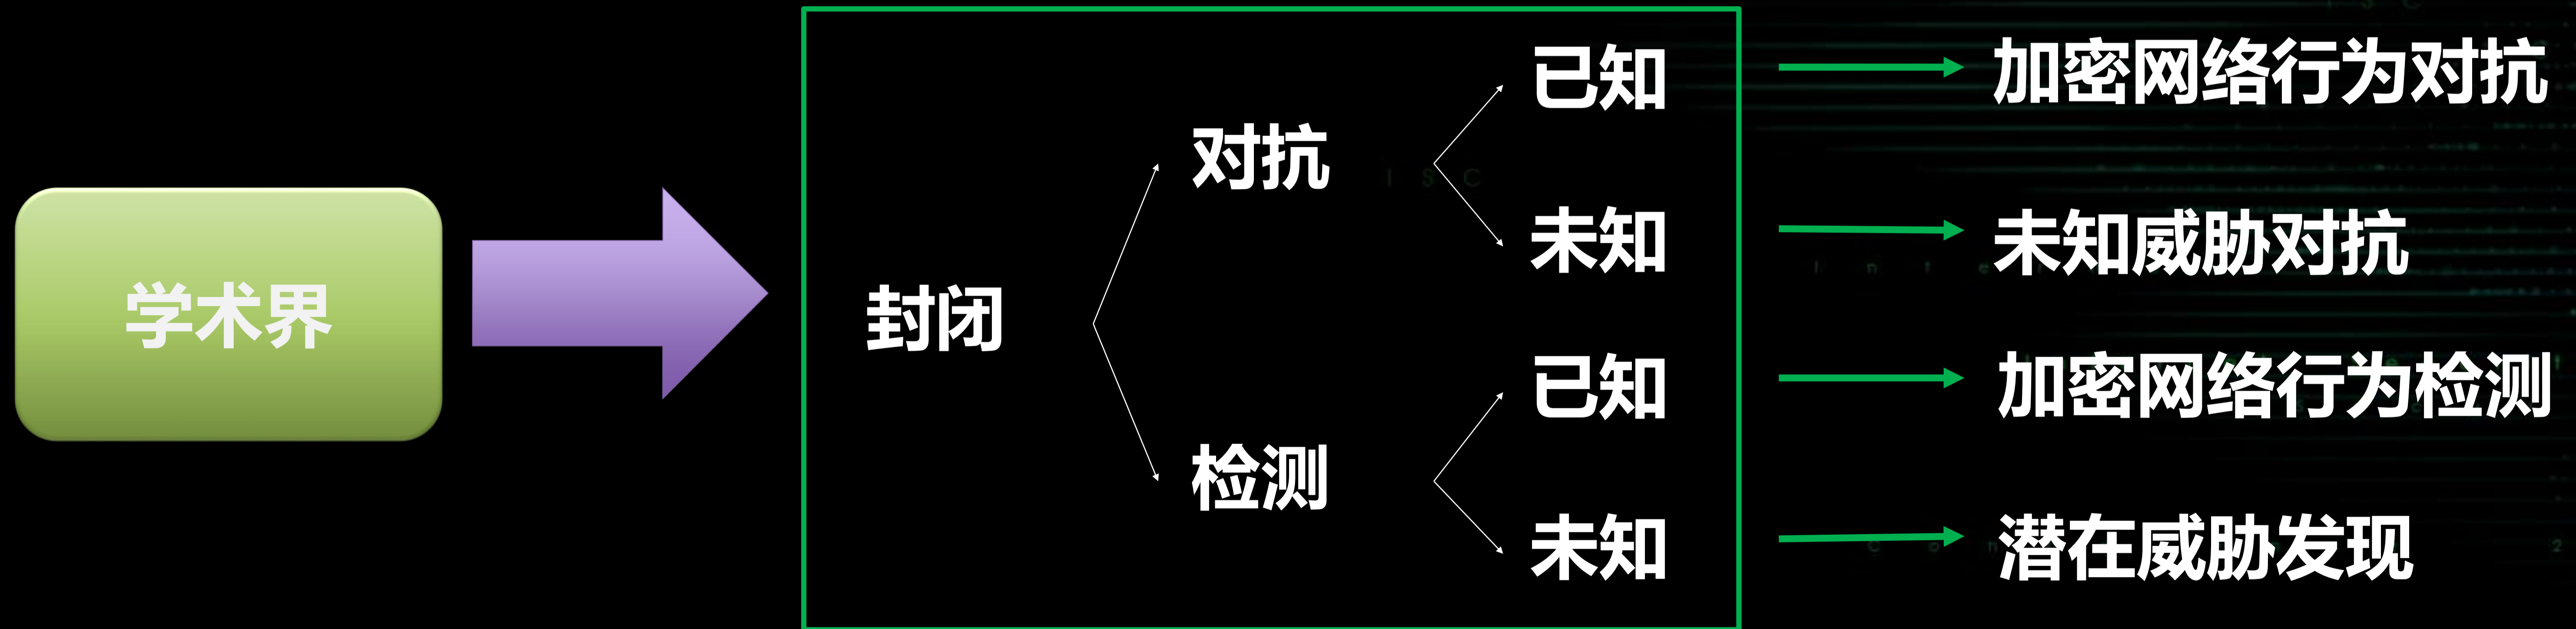 学术界
封闭
对抗
检测
已知
未知
已知
未知
加密网络行为对抗
未知威胁对抗
加密网络行为检测
潜在威胁发现
I S C